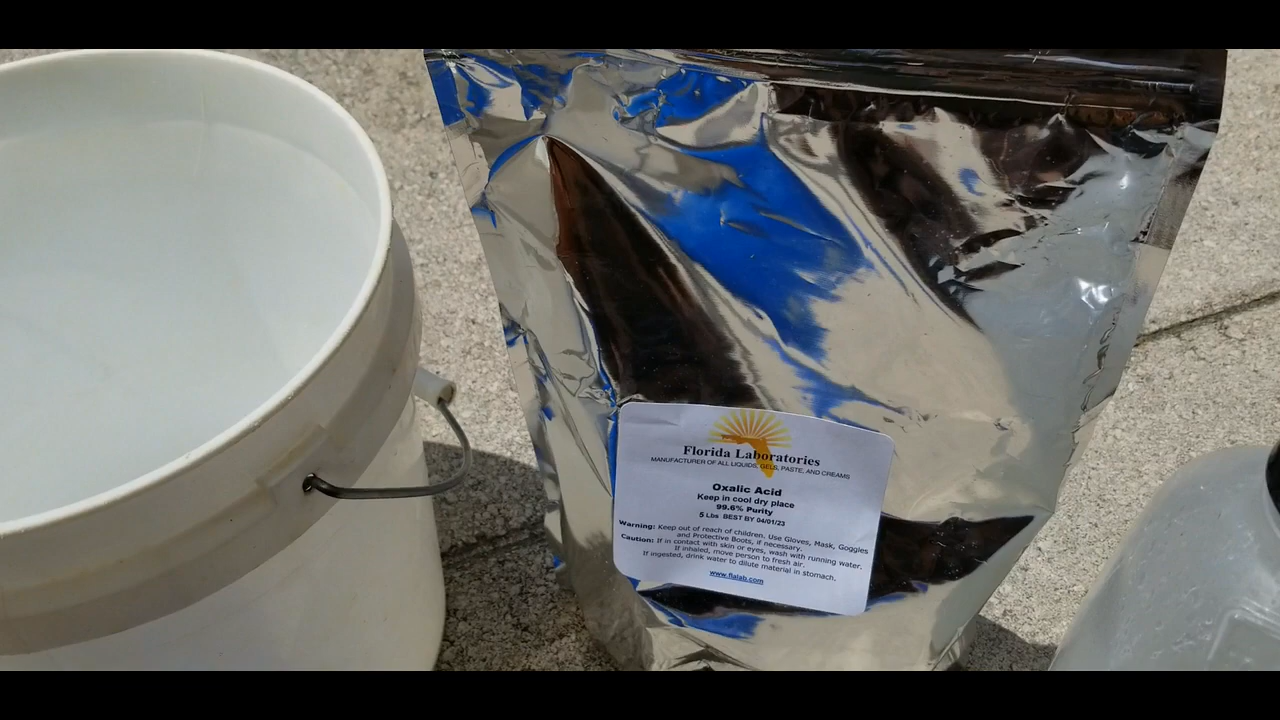 Florida Laboratories
MANUFACTURER OF ALL LIQUIDS, GELS, PASTE, AND CREAMS
Oxalic Acid
Keep in cool dry place
99.6% Purity
5 Lbs BEST BY 04/01/23
Warning: Keep out of reach of children. Use Gloves, Mask, Goggles
and Protective Boots, if necessary.
Caution: If in contact with skin or eyes, wash with running water.
If inhaled, move person to fresh air.
If ingested, drink water to dilute material in stomach.
www.flalab.com